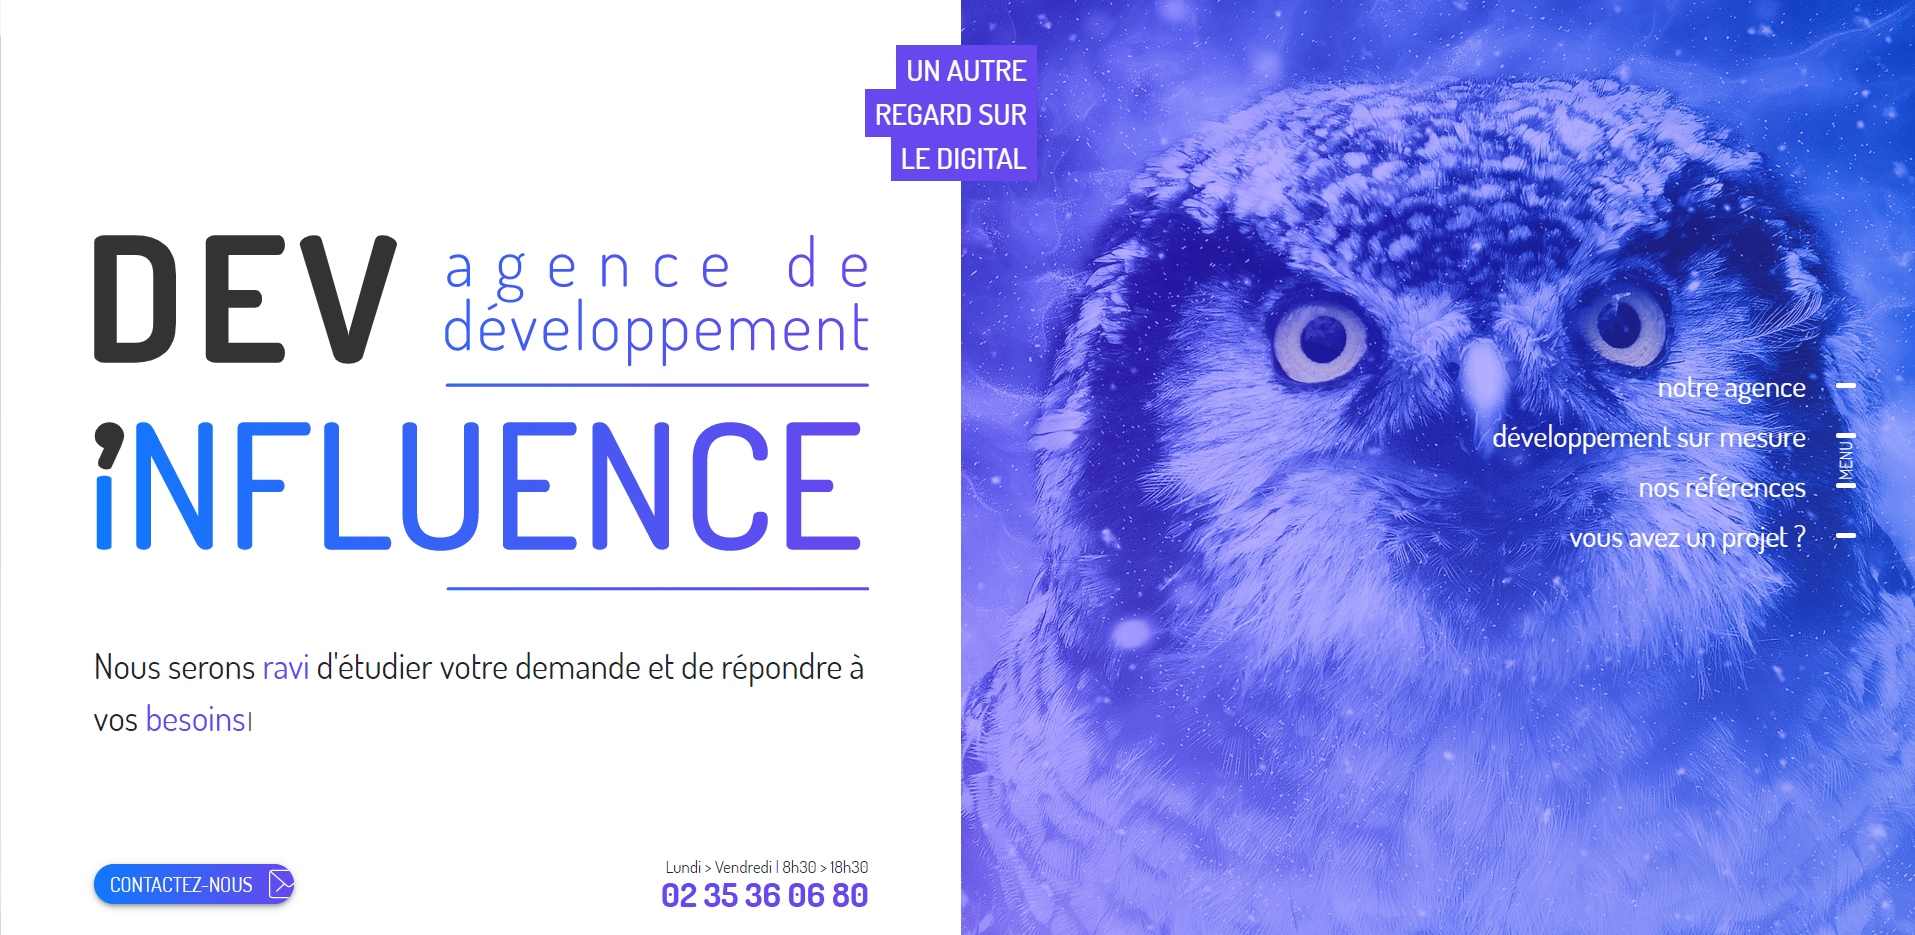 UN AUTRE
REGARD SUR
LE DIGITAL
DEV
agence de
développement
iNFLUENCE
Nous serons ravi d'étudier votre demande et de répondre à
vos besoins|
CONTACTEZ-NOUS
Lundi > Vendredi | 8h30 > 18h30
02 35 36 06 80
notre agence
développement sur mesure
MENU
nos références
vous avez un projet ?